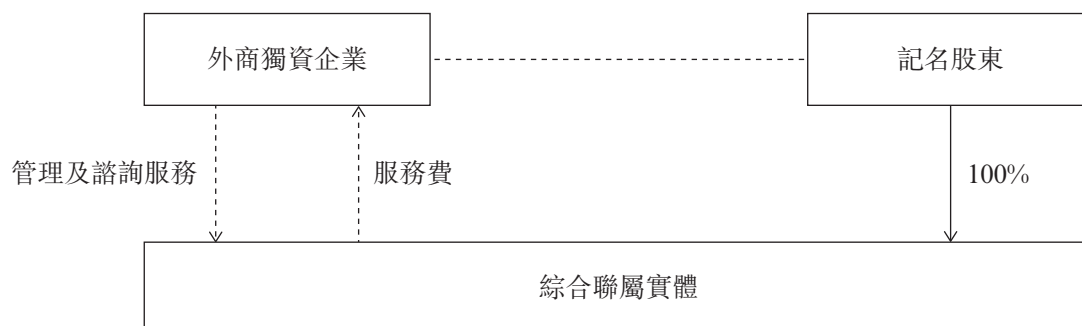 外商獨資企業
記名股東
管理及諮詢服務
服務費
100%
綜合聯屬實體